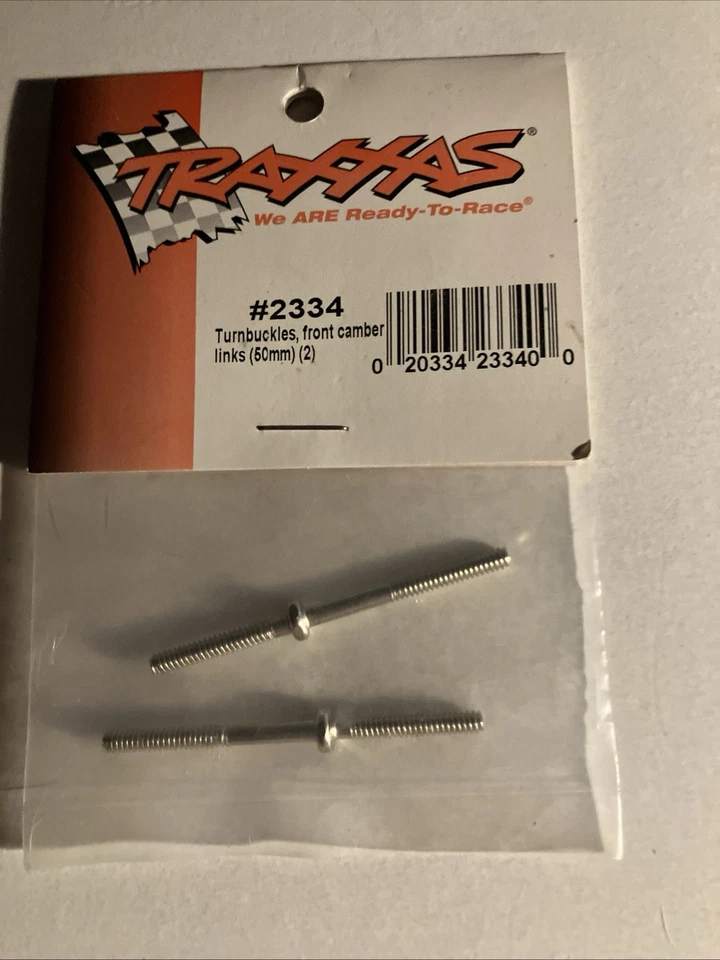 TRAXXAS®
We ARE Ready-To-Race®
#2334
Turnbuckles, front camber
links (50mm) (2)
0 20334 23340 0